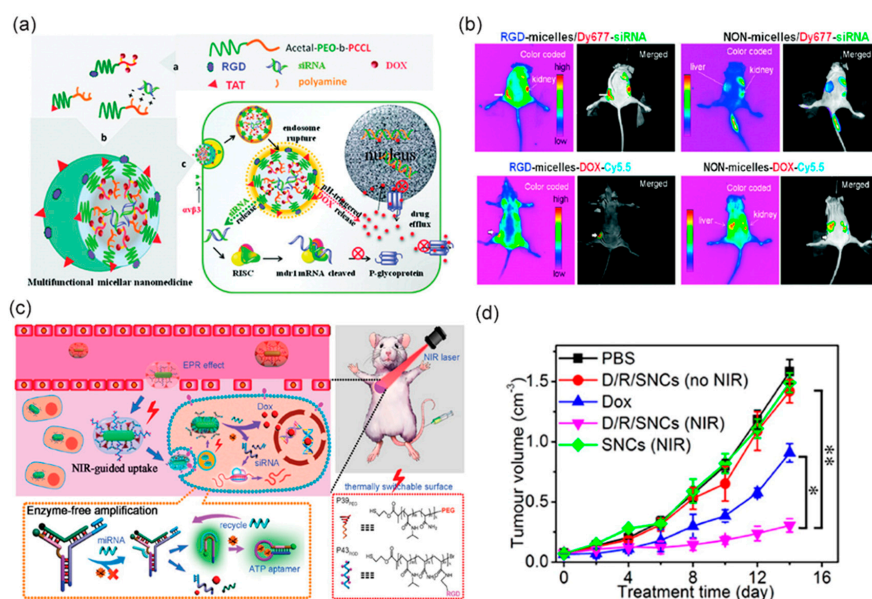 (a)
Acetal-PEO-b-PCCL
a
RGD
siRNA
DOX
TAT
polyamine
b
c
endosome
rupture
nucleus
αvβ3
siRNA
release
pH-triggered
DOX
release
drug
efflux
RISC
mdr1 mRNA cleaved
P-glycoprotein
Multifunctional micellar nanomedicine
(b)
RGD-micelles/Dy677-siRNA
NON-micelles/Dy677-siRNA
Color coded
Merged
Color coded
Merged
high
low
kidney
liver
kidney
RGD-micelles-DOX-Cy5.5
NON-micelles-DOX-Cy5.5
Color coded
Merged
Color coded
Merged
high
low
liver
kidney
(c)
EPR effect
NIR laser
NIR-guided uptake
Dox
siRNA
thermally switchable surface
Enzyme-free amplification
miRNA
recycle
ATP aptamer
P39PEG
PEG
P43RGD
RGD
(d)
Tumour volume (cm-3)
1.5
1.0
0.5
0.0
PBS
D/R/SNCs (no NIR)
Dox
D/R/SNCs (NIR)
SNCs (NIR)
**
*
0 2 4 6 8 10 12 14 16
Treatment time (day)